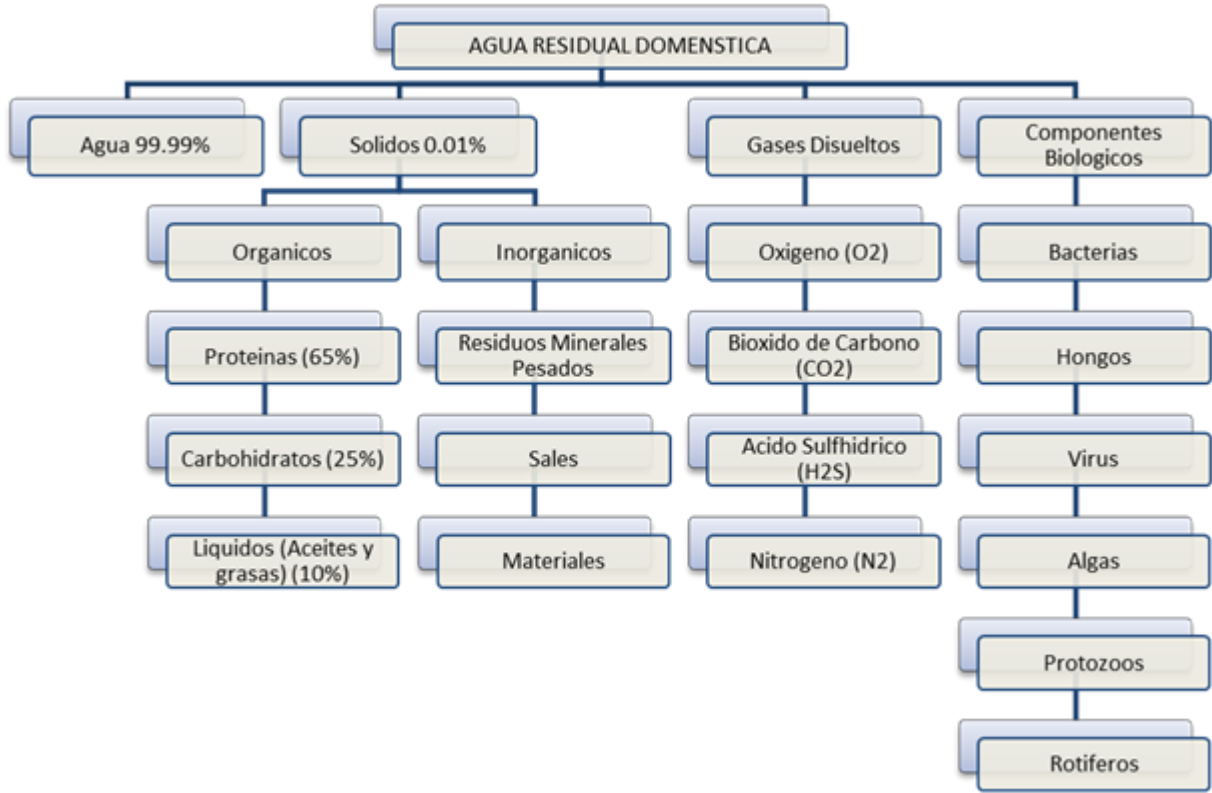 AGUA RESIDUAL DOMENSTICA
Agua 99.99%
Solidos 0.01%
Gases Disueltos
Componentes
Biologicos
Organicos
Inorganicos
Oxigeno (O2)
Bacterias
Proteinas (65%)
Residuos Minerales
Pesados
Bioxido de Carbono
(CO2)
Hongos
Carbohidratos (25%)
Sales
Acido Sulfhidrico
(H2S)
Virus
Liquidos (Aceites y
grasas) (10%)
Materiales
Nitrogeno (N2)
Algas
Protozoos
Rotiferos